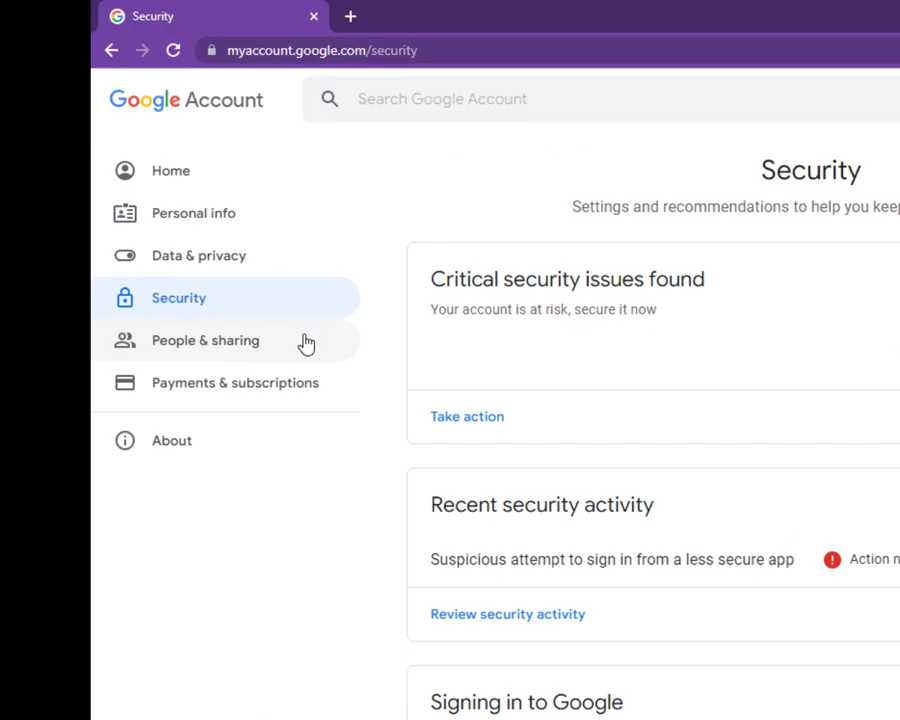 Security
myaccount.google.com/security
Google Account
Search Google Account
Home
Personal info
Data & privacy
Security
People & sharing
Payments & subscriptions
About
Security
Settings and recommendations to help you keep
Critical security issues found
Your account is at risk, secure it now
Take action
Recent security activity
Suspicious attempt to sign in from a less secure app
Action n
Review security activity
Signing in to Google